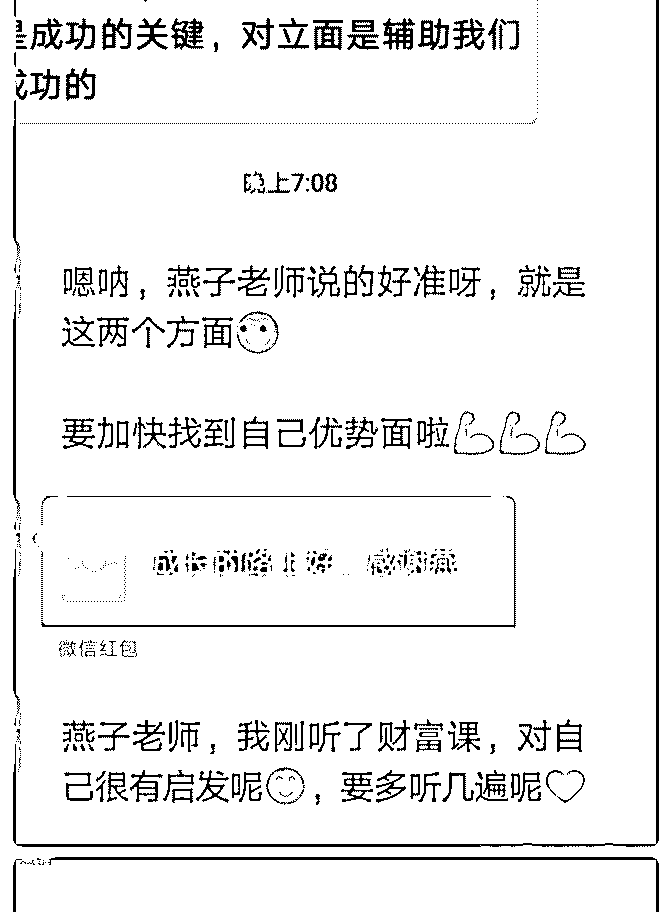 是成功的关键，对立面是辅助我们
成功的
晚上7:08
嗯呐，燕子老师说的好准呀，就是
这两个方面
要加快找到自己优势面啦💪💪💪
成长的路上好 感谢燕
微信红包
燕子老师，我刚听了财富课，对自
己很有启发呢😊，要多听几遍呢♡